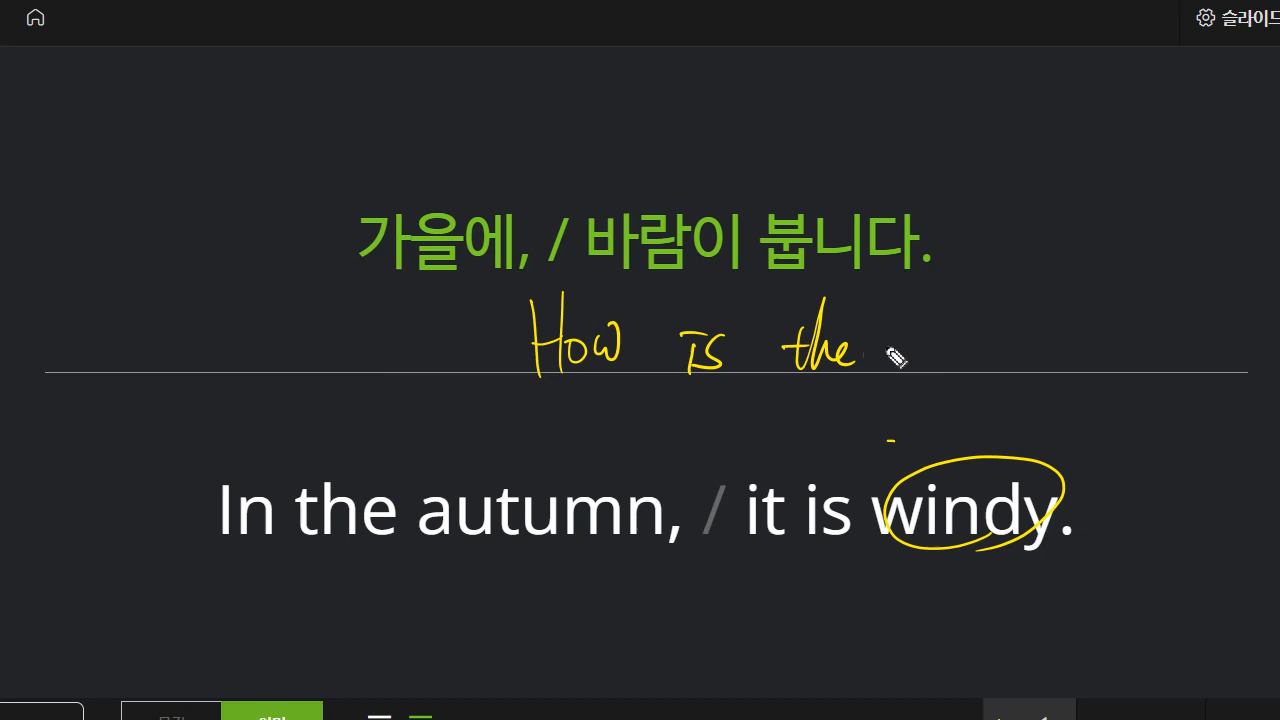 슬라이드
가을에, / 바람이 붑니다.
How is the
In the autumn, / it is windy.